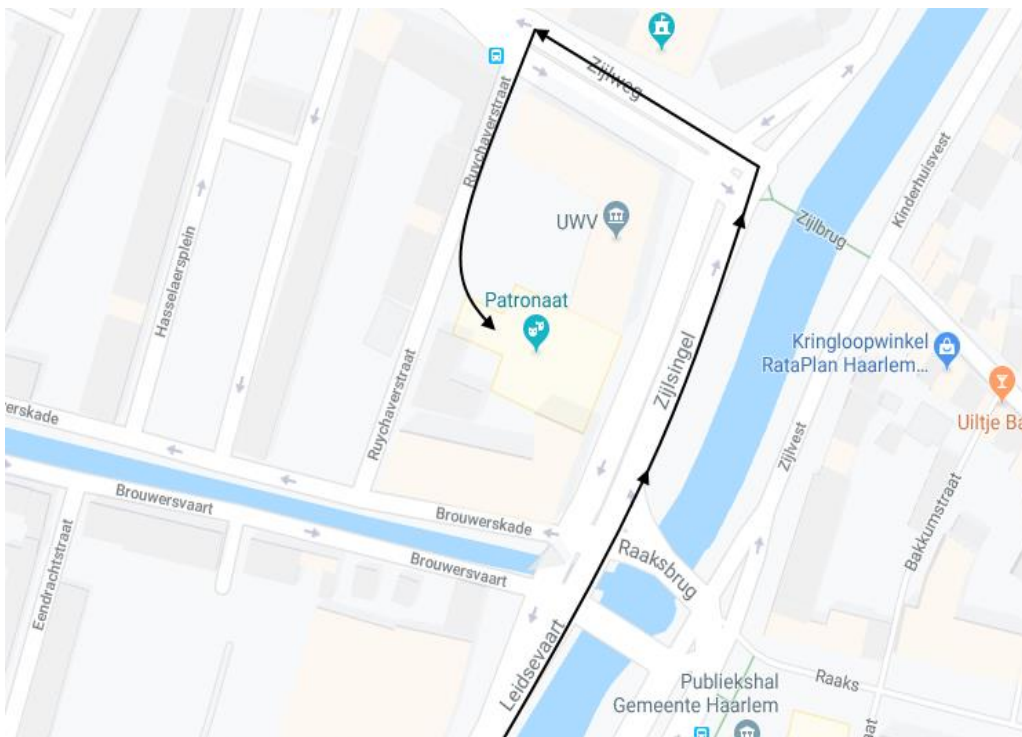 Zijlweg
Ruychaverstraat
Kinderhuisvest
UWV
Zijlbrug
Hasselaersplein
Patronaat
Kringloopwinkel
RataPlan Haarlem...
Zijlsingel
Ruychaverstraat
erskade
Uiltje Ba
Zijlvest
Brouwersvaart
Brouwerskade
Bakkumstraat
Brouwersvaart
Raaksbrug
Eendrachtstraat
Leidsevaart
Raaks
Publiekshal
Gemeente Haarlem
aat